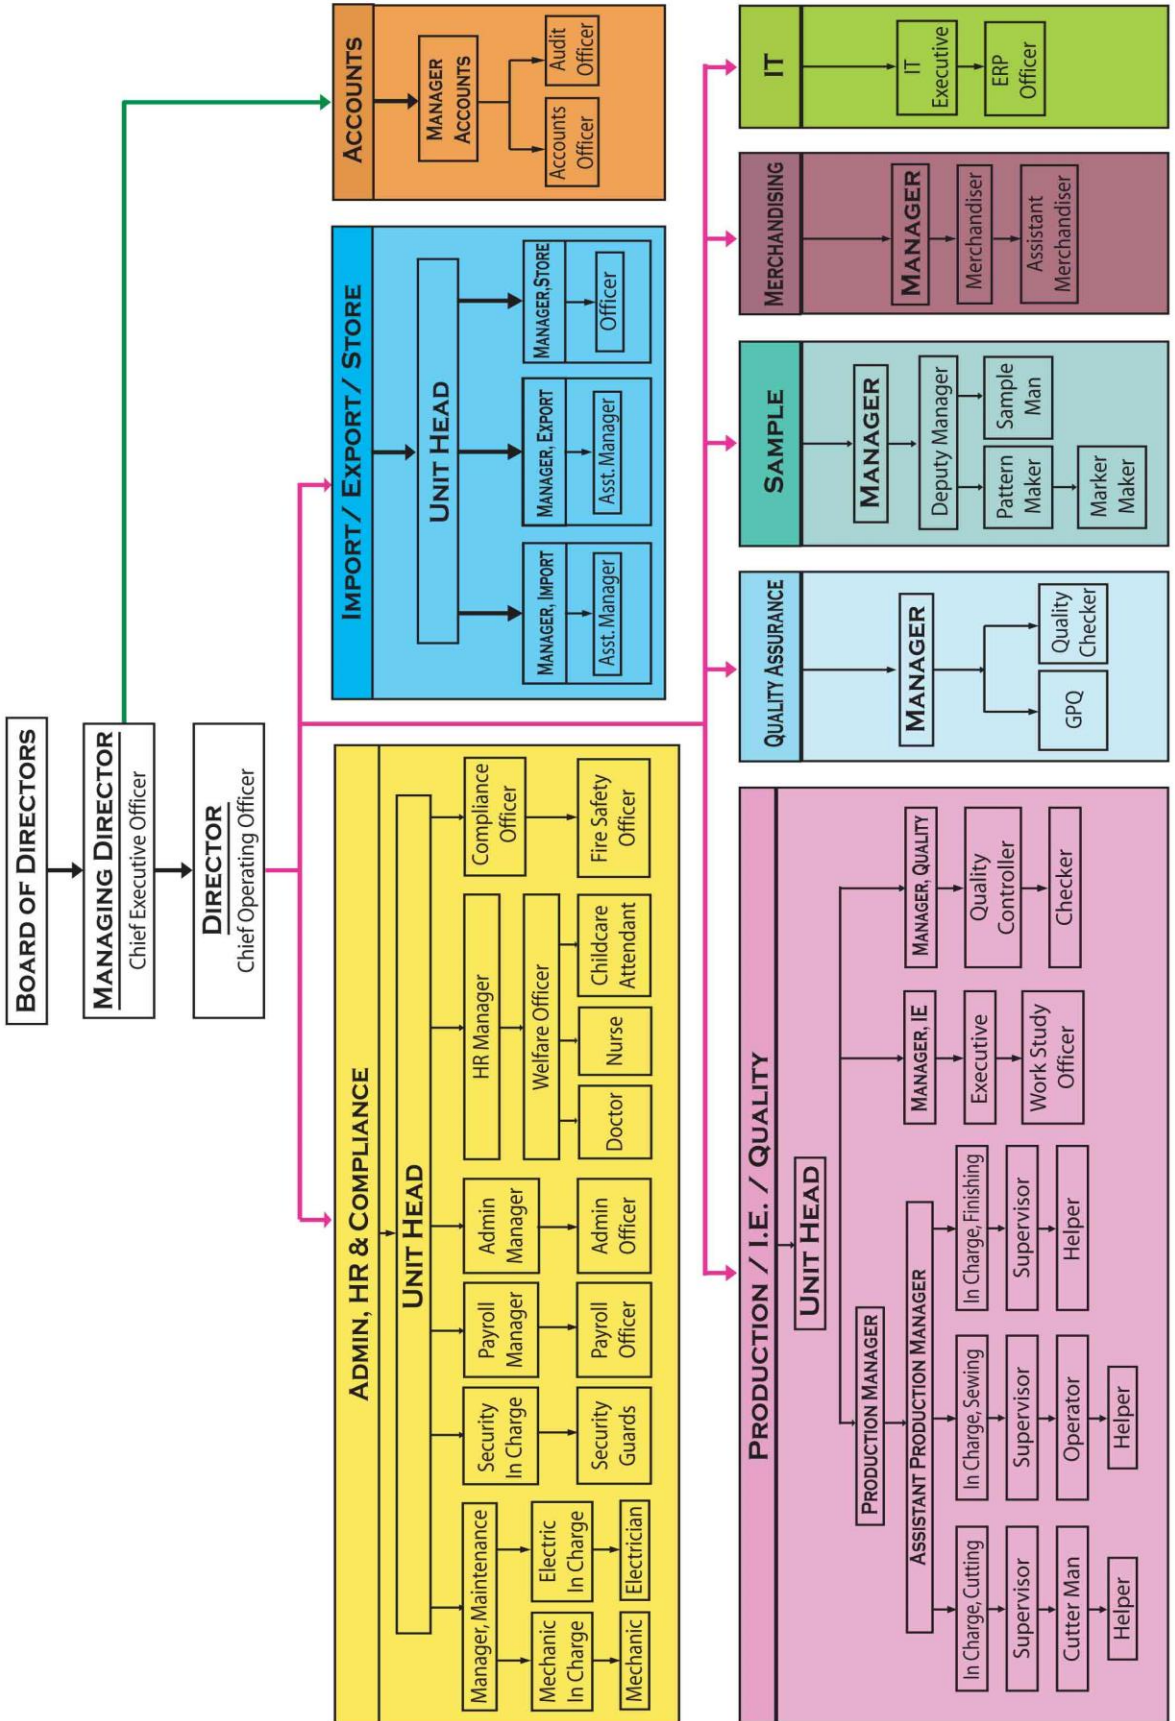 BOARD OF DIRECTORS
MANAGING DIRECTOR
Chief Executive Officer
DIRECTOR
Chief Operating Officer
ADMIN, HR & COMPLIANCE
UNIT HEAD
Manager, Maintenance
Mechanic
In Charge
Mechanic
Electric
In Charge
Electrician
Security
In Charge
Security
Guards
Payroll
Manager
Payroll
Officer
Admin
Manager
Admin
Officer
HR Manager
Welfare Officer
Doctor
Nurse
Childcare
Attendant
Compliance
Officer
Fire Safety
Officer
IMPORT/ EXPORT/ STORE
UNIT HEAD
MANAGER, IMPORT
Asst. Manager
MANAGER, EXPORT
Asst. Manager
MANAGER,STORE
Officer
ACCOUNTS
MANAGER
ACCOUNTS
Accounts
Officer
Audit
Officer
PRODUCTION / I.E. / QUALITY
UNIT HEAD
PRODUCTION MANAGER
ASSISTANT PRODUCTION MANAGER
In Charge, Cutting
Supervisor
Cutter Man
Helper
In Charge, Sewing
Supervisor
Operator
Helper
In Charge, Finishing
Supervisor
Helper
MANAGER, IE
Executive
Work Study
Officer
MANAGER, QUALITY
Quality
Controller
Checker
QUALITY ASSURANCE
MANAGER
GPQ
Quality
Checker
SAMPLE
MANAGER
Deputy Manager
Pattern
Maker
Marker
Maker
Sample
Man
MERCHANDISING
MANAGER
Merchandiser
Assistant
Merchandiser
IT
IT
Executive
ERP
Officer